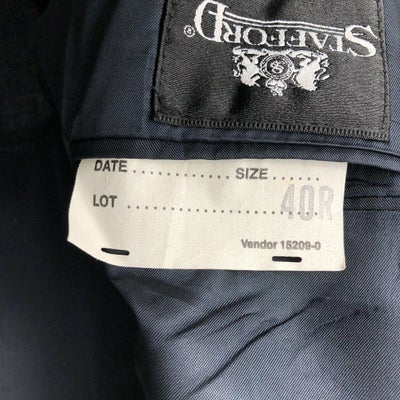 STAFFORD®
DATE ............ SIZE ......
LOT ........................ 40R
Vendor 15209-0